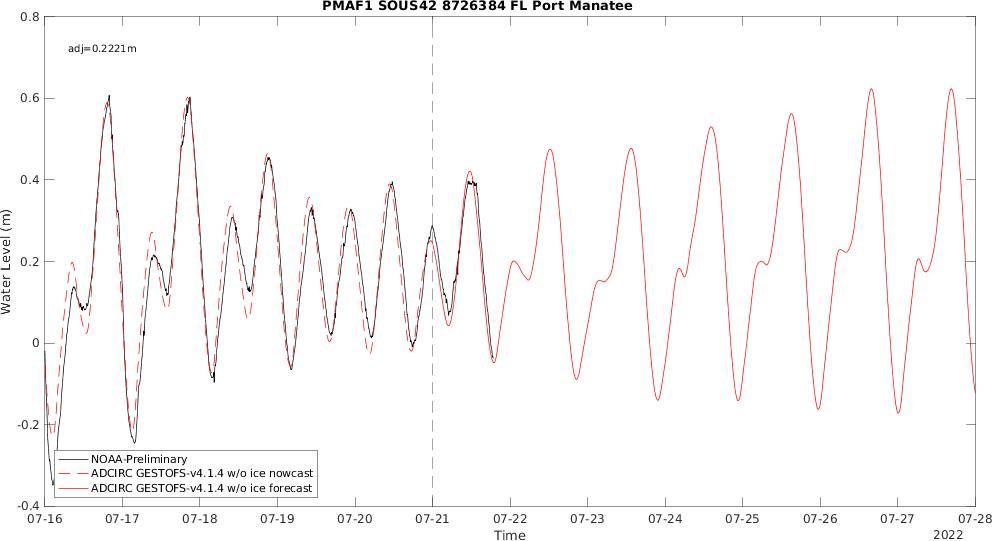 PMAF1 SOUS42 8726384 FL Port Manatee
0.8
adj=0.2221m
0.6
0.4
0.2
0
-0.2
-0.4
Water Level (m)
NOAA-Preliminary
ADCIRC GESTOFS-v4.1.4 w/o ice nowcast
ADCIRC GESTOFS-v4.1.4 w/o ice forecast
07-16 07-17 07-18 07-19 07-20 07-21 07-22 07-23 07-24 07-25 07-26 07-27 07-28
Time
2022